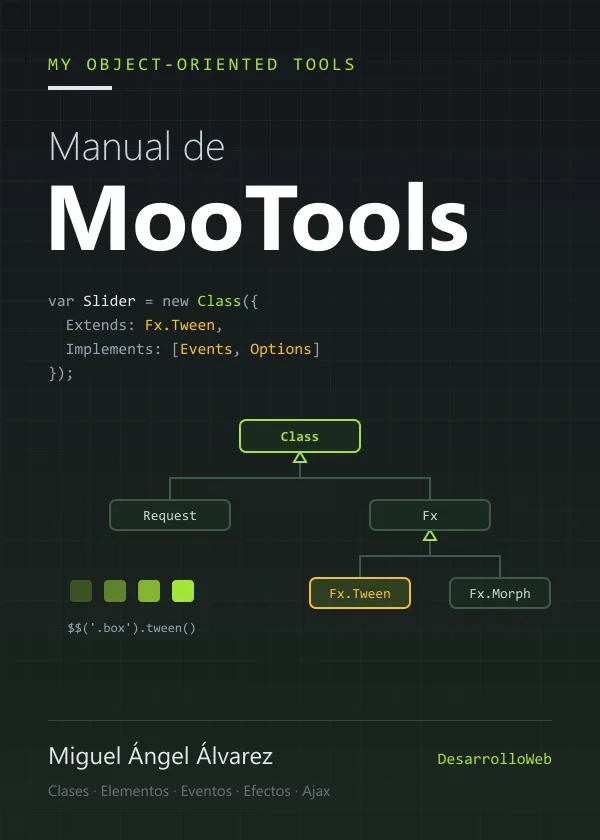 MY OBJECT-ORIENTED TOOLS
Manual de
MooTools
var Slider = new Class({
  Extends: Fx.Tween,
  Implements: [Events, Options]
});
Class
Request
Fx
Fx.Tween
Fx.Morph
$$('.box').tween()
Miguel Ángel Álvarez
DesarrolloWeb
Clases · Elementos · Eventos · Efectos · Ajax